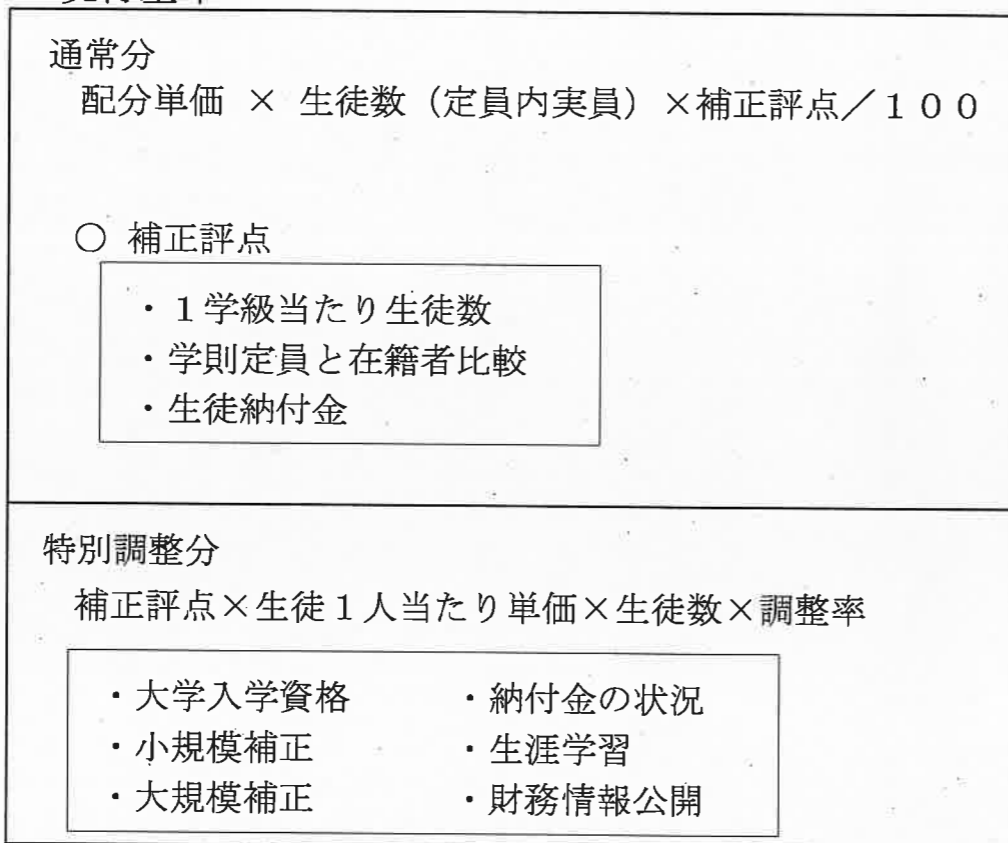 通常分
配分単価 × 生徒数（定員内実員）×補正評点／１００
○ 補正評点
・１学級当たり生徒数
・学則定員と在籍者比較
・生徒納付金
特別調整分
補正評点×生徒１人当たり単価×生徒数×調整率
・大学入学資格 ・納付金の状況
・小規模補正 ・生涯学習
・大規模補正 ・財務情報公開